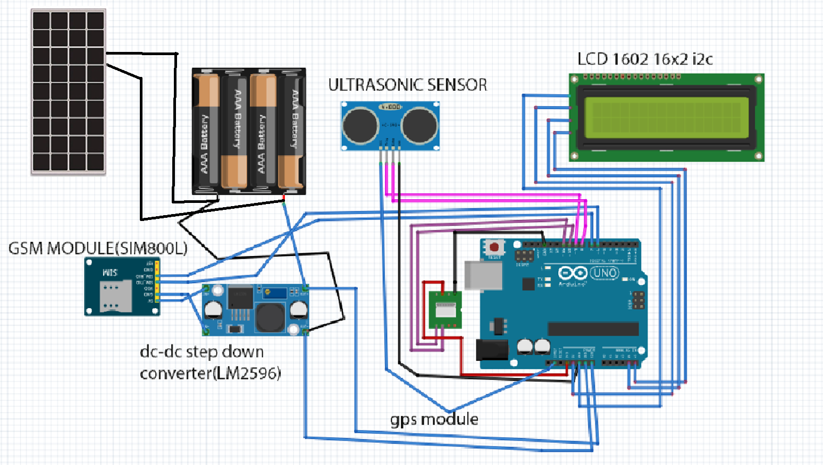 LCD 1602 16x2 i2c
ULTRASONIC SENSOR
AAA Battery
AAA Battery
AAA Battery
AAA Battery
GSM MODULE(SIM800L)
SIM
UNO
Arduino
dc-dc step down
converter(LM2596)
gps module